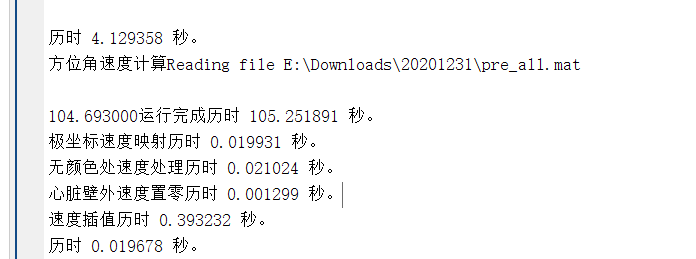 历时 4.129358 秒。
方位角速度计算Reading file E:\Downloads\20201231\pre_all.mat
104.693000运行完成历时 105.251891 秒。
极坐标速度映射历时 0.019931 秒。
无颜色处速度处理历时 0.021024 秒。
心脏壁外速度置零历时 0.001299 秒。
速度插值历时 0.393232 秒。
历时 0.019678 秒。